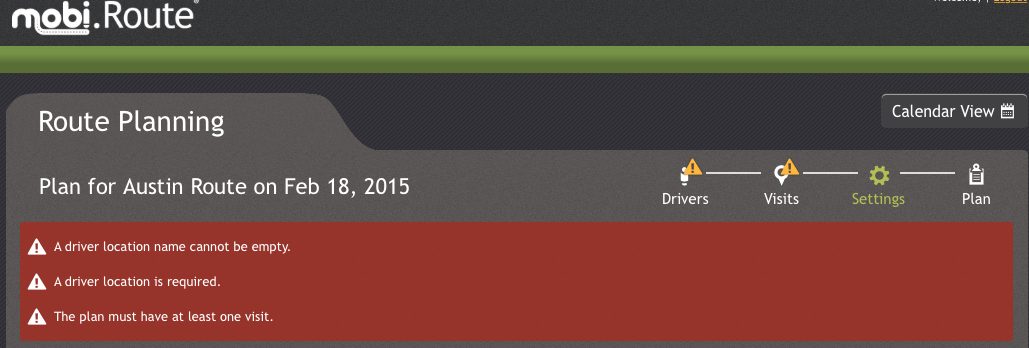 mobi.Route
Calendar View
Route Planning
Plan for Austin Route on Feb 18, 2015
Drivers
Visits
Settings
Plan
A driver location name cannot be empty.
A driver location is required.
The plan must have at least one visit.